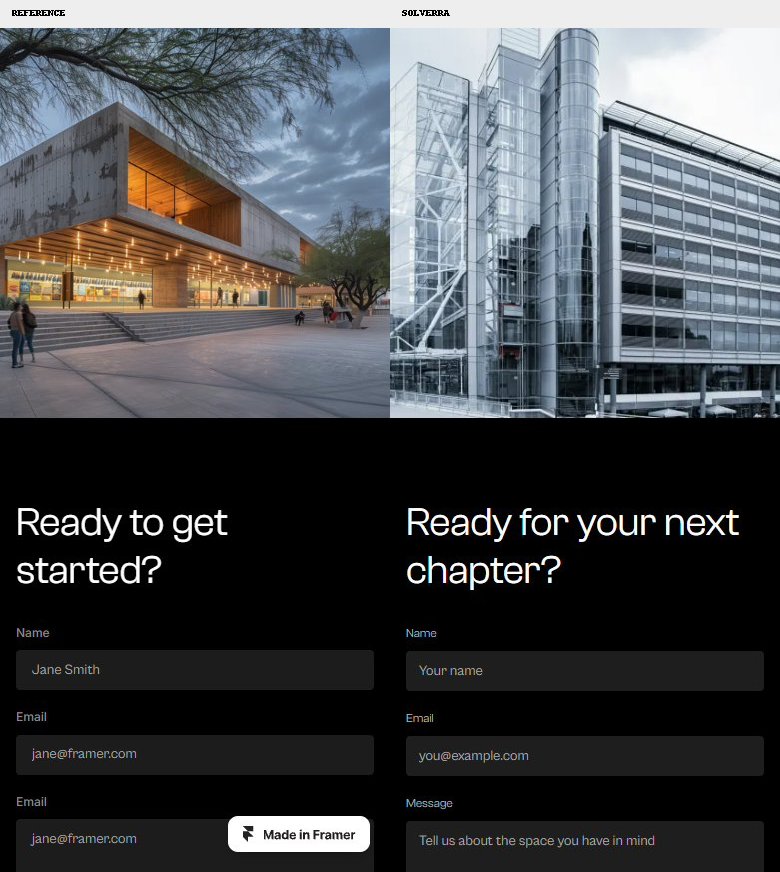 REFERENCE
SOLVERRA
Ready to get
started?
Name
Jane Smith
Email
jane@framer.com
Email
jane@framer.com
Made in Framer
Ready for your next
chapter?
Name
Your name
Email
you@example.com
Message
Tell us about the space you have in mind